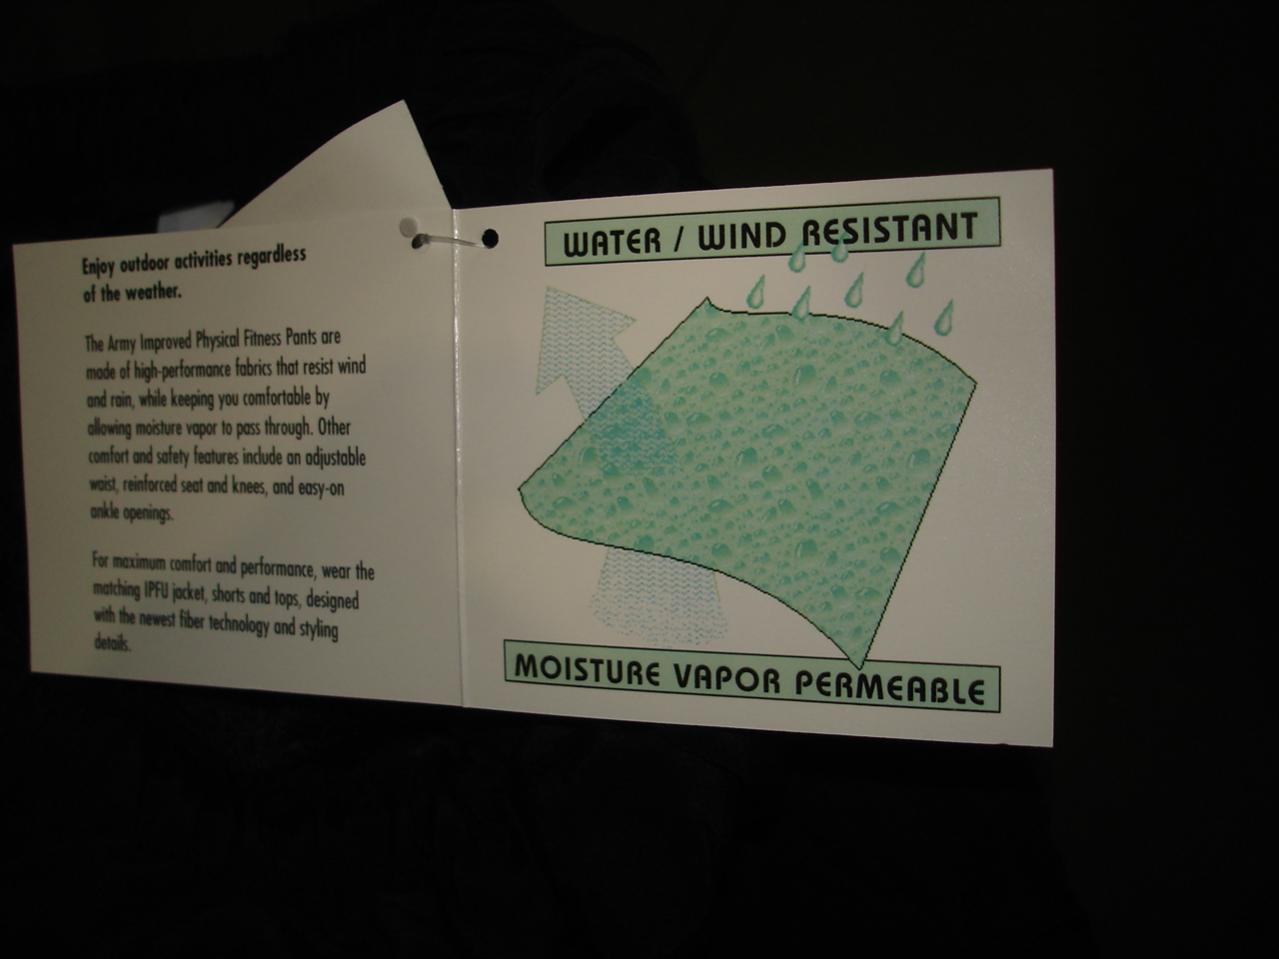 Enjoy outdoor activities regardless
of the weather.
The Army Improved Physical Fitness Pants are
made of high-performance fabrics that resist wind
and rain, while keeping you comfortable by
allowing moisture vapor to pass through. Other
comfort and safety features include an adjustable
waist, reinforced seat and knees, and easy-on
ankle openings.
For maximum comfort and performance, wear the
matching IPFU jacket, shorts and tops, designed
with the newest fiber technology and styling
details.
WATER / WIND RESISTANT
MOISTURE VAPOR PERMEABLE